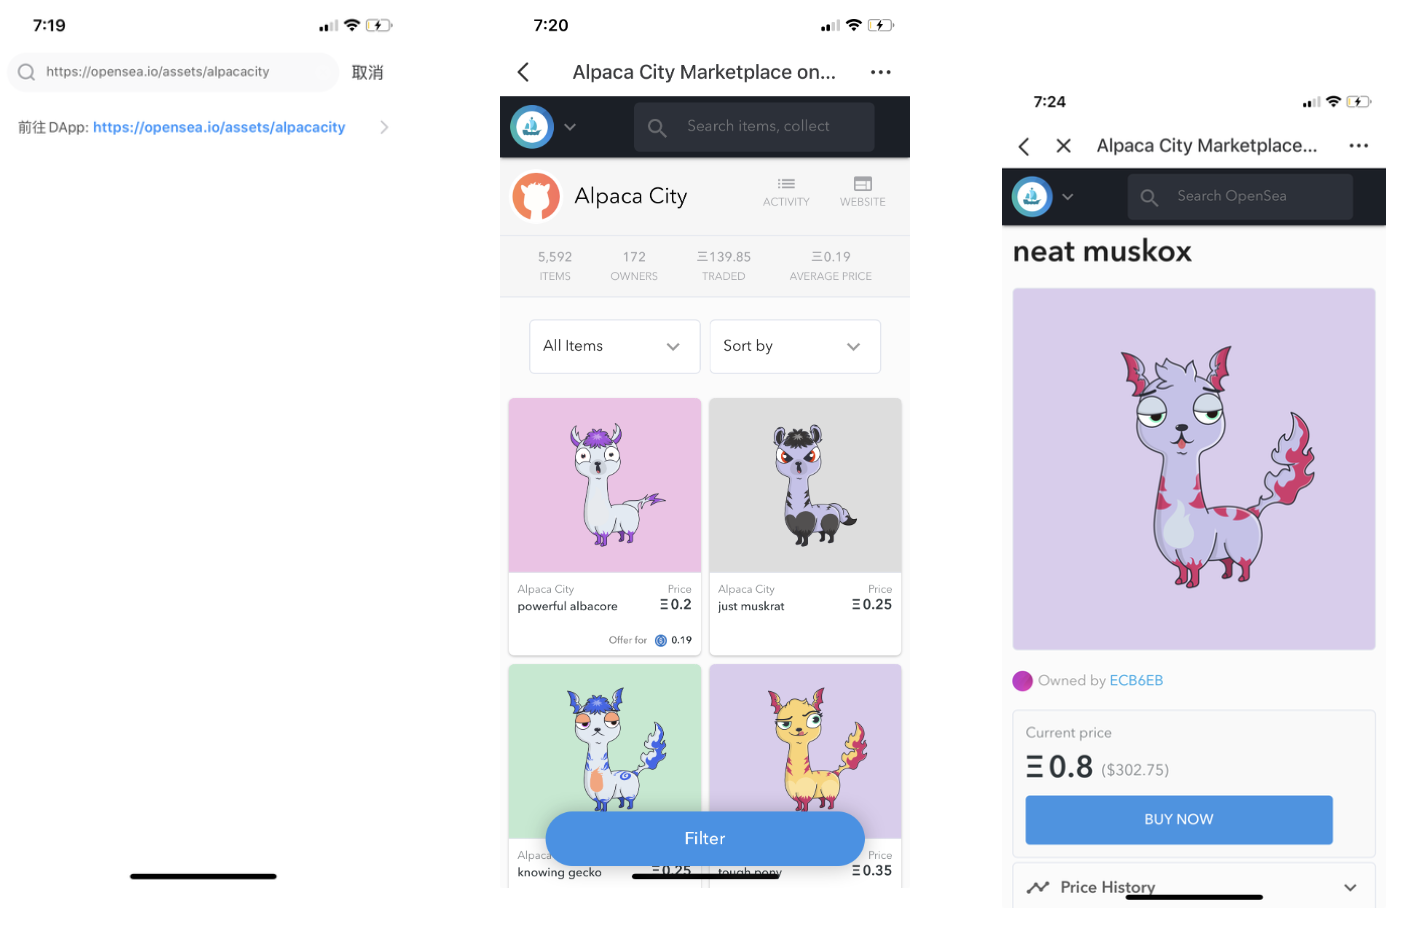 7:19
https://opensea.io/assets/alpacacity 取消
前往 DApp: https://opensea.io/assets/alpacacity
7:20
Alpaca City Marketplace on...
Search items, collect
Alpaca City
ACTIVITY WEBSITE
5,592 172 Ξ139.85 Ξ0.19
ITEMS OWNERS TRADED AVERAGE PRICE
All Items Sort by
Alpaca City Price
powerful albacore Ξ0.2
Offer for 0.19
Alpaca City Price
just muskrat Ξ0.25
Filter
Alpaca
knowing gecko Ξ0.25
Price
tough pony Ξ0.35
7:24
Alpaca City Marketplace...
Search OpenSea
neat muskox
Owned by ECB6EB
Current price
Ξ0.8 ($302.75)
BUY NOW
Price History